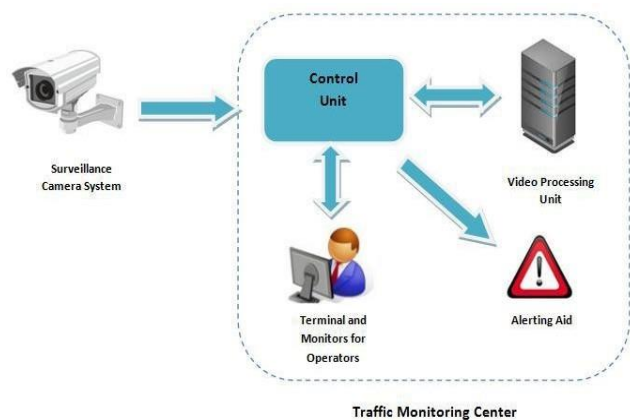 Control
Unit
Surveillance
Camera System
Video Processing
Unit
Terminal and
Monitors for
Operators
Alerting Aid
Traffic Monitoring Center